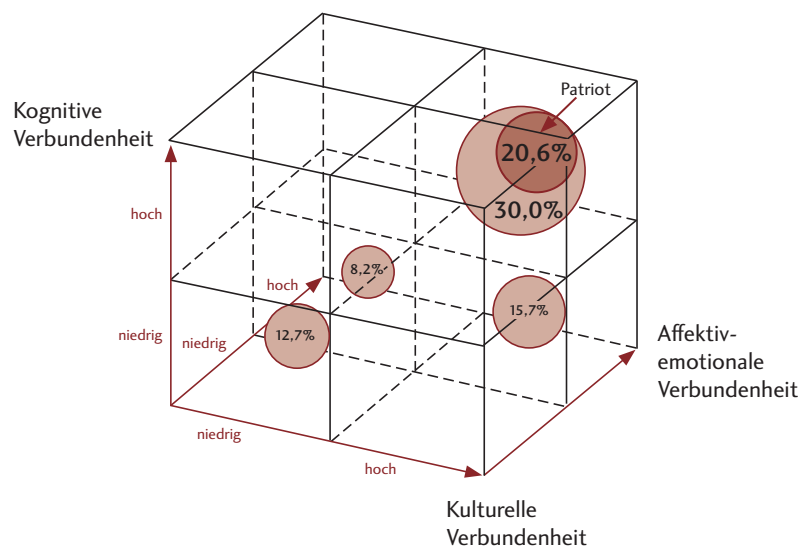 Patriot
Kognitive
Verbundenheit
20,6%
30,0%
hoch
8,2%
hoch
15,7%
niedrig
niedrig
12,7%
Affektiv-
emotionale
Verbundenheit
niedrig
hoch
Kulturelle
Verbundenheit